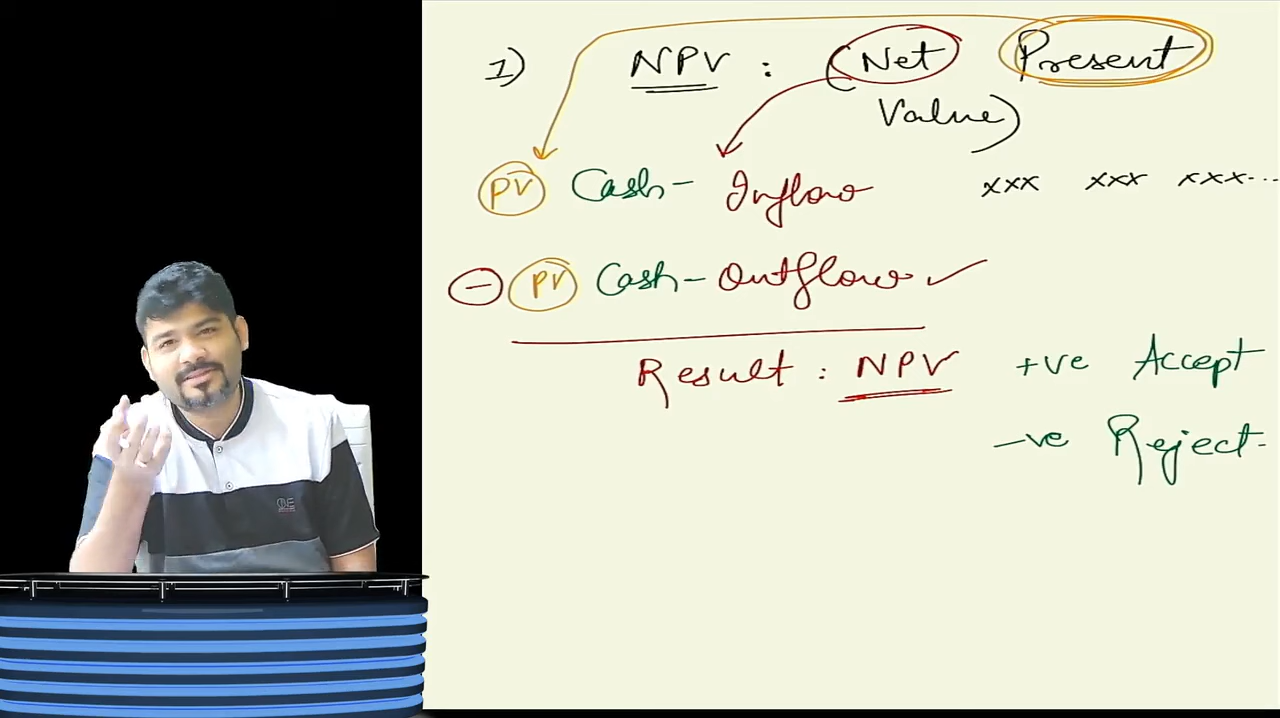 1) NPV : (Net Present
Value)
PV Cash- Inflow xxx xxx xxx...
- PV Cash-Outflow ✓
Result : NPV +ve Accept
-ve Reject-